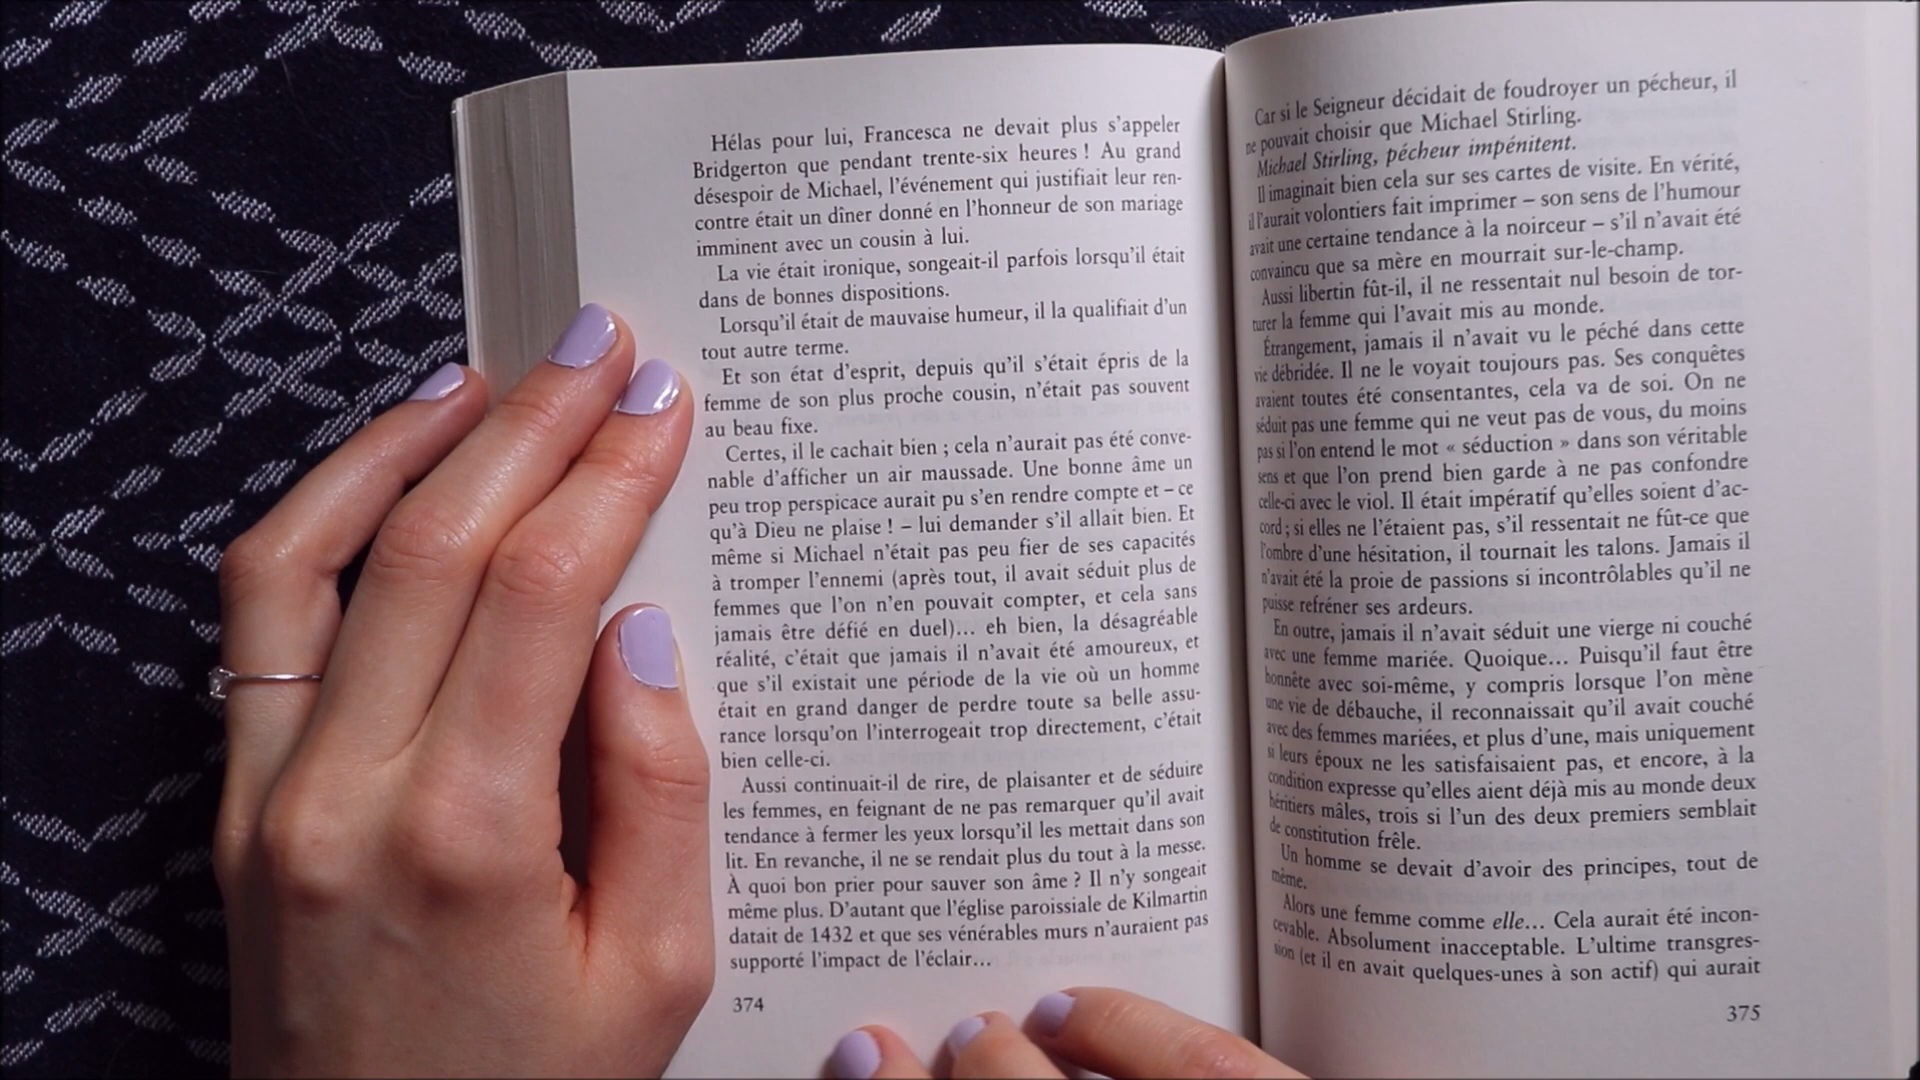 Hélas pour lui, Francesca ne devait plus s'appeler
Bridgerton que pendant trente-six heures ! Au grand
désespoir de Michael, l'événement qui justifiait leur ren-
contre était un dîner donné en l'honneur de son mariage
imminent avec un cousin à lui.
La vie était ironique, songeait-il parfois lorsqu'il était
dans de bonnes dispositions.
Lorsqu'il était de mauvaise humeur, il la qualifiait d'un
tout autre terme.
Et son état d'esprit, depuis qu'il s'était épris de la
femme de son plus proche cousin, n'était pas souvent
au beau fixe.
Certes, il le cachait bien ; cela n'aurait pas été conve-
nable d'afficher un air maussade. Une bonne âme un
peu trop perspicace aurait pu s'en rendre compte et – ce
qu'à Dieu ne plaise ! – lui demander s'il allait bien. Et
même si Michael n'était pas peu fier de ses capacités
à tromper l'ennemi (après tout, il avait séduit plus de
femmes que l'on n'en pouvait compter, et cela sans
jamais être défié en duel)… eh bien, la désagréable
réalité, c'était que jamais il n'avait été amoureux, et
que s'il existait une période de la vie où un homme
était en grand danger de perdre toute sa belle assu-
rance lorsqu'on l'interrogeait trop directement, c'était
bien celle-ci.
Aussi continuait-il de rire, de plaisanter et de séduire
les femmes, en feignant de ne pas remarquer qu'il avait
tendance à fermer les yeux lorsqu'il les mettait dans son
lit. En revanche, il ne se rendait plus du tout à la messe.
À quoi bon prier pour sauver son âme ? Il n'y songeait
même plus. D'autant que l'église paroissiale de Kilmartin
datait de 1432 et que ses vénérables murs n'auraient pas
supporté l'impact de l'éclair…
374
Car si le Seigneur décidait de foudroyer un pécheur, il
ne pouvait choisir que Michael Stirling.
Michael Stirling, pécheur impénitent.
Il imaginait bien cela sur ses cartes de visite. En vérité,
il l'aurait volontiers fait imprimer – son sens de l'humour
avait une certaine tendance à la noirceur – s'il n'avait été
convaincu que sa mère en mourrait sur-le-champ.
Aussi libertin fût-il, il ne ressentait nul besoin de tor-
turer la femme qui l'avait mis au monde.
Étrangement, jamais il n'avait vu le péché dans cette
vie débridée. Il ne le voyait toujours pas. Ses conquêtes
avaient toutes été consentantes, cela va de soi. On ne
séduit pas une femme qui ne veut pas de vous, du moins
pas si l'on entend le mot « séduction » dans son véritable
sens et que l'on prend bien garde à ne pas confondre
celle-ci avec le viol. Il était impératif qu'elles soient d'ac-
cord ; si elles ne l'étaient pas, s'il ressentait ne fût-ce que
l'ombre d'une hésitation, il tournait les talons. Jamais il
n'avait été la proie de passions si incontrôlables qu'il ne
puisse refréner ses ardeurs.
En outre, jamais il n'avait séduit une vierge ni couché
avec une femme mariée. Quoique… Puisqu'il faut être
honnête avec soi-même, y compris lorsque l'on mène
une vie de débauche, il reconnaissait qu'il avait couché
avec des femmes mariées, et plus d'une, mais uniquement
si leurs époux ne les satisfaisaient pas, et encore, à la
condition expresse qu'elles aient déjà mis au monde deux
héritiers mâles, trois si l'un des deux premiers semblait
de constitution frêle.
Un homme se devait d'avoir des principes, tout de
même.
Alors une femme comme elle… Cela aurait été incon-
cevable. Absolument inacceptable. L'ultime transgres-
sion (et il en avait quelques-unes à son actif) qui aurait
375